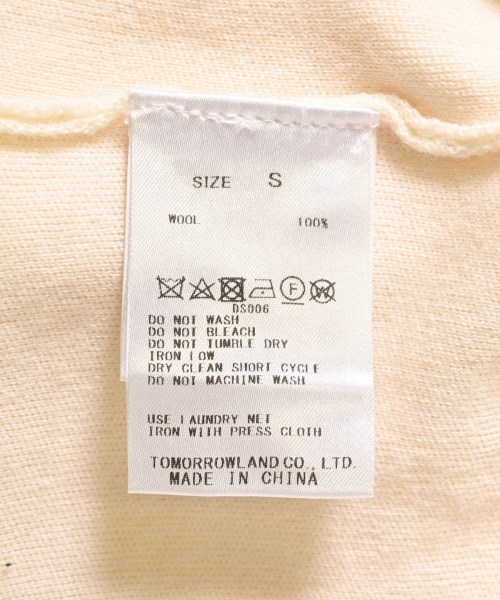 SIZE S
WOOL 100%
F W
DS006
DO NOT WASH
DO NOT BLEACH
DO NOT TUMBLE DRY
IRON LOW
DRY CLEAN SHORT CYCLE
DO NOT MACHINE WASH
USE LAUNDRY NET
IRON WITH PRESS CLOTH
TOMORROWLAND CO., LTD.
MADE IN CHINA